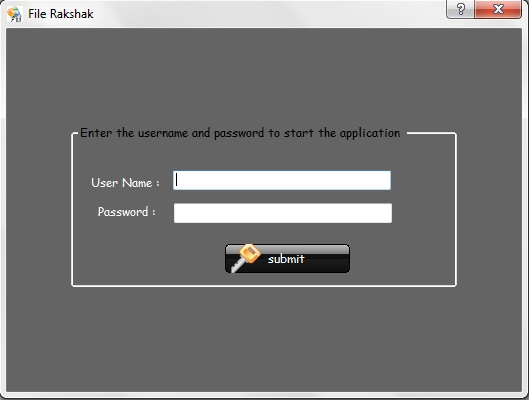 File Rakshak
Enter the username and password to start the application
User Name :
Password :
submit